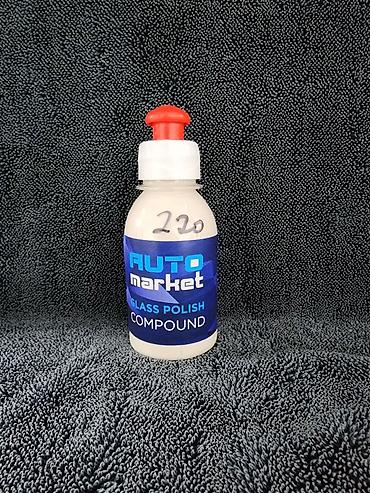 220
AUTO
market
GLASS POLISH
COMPOUND